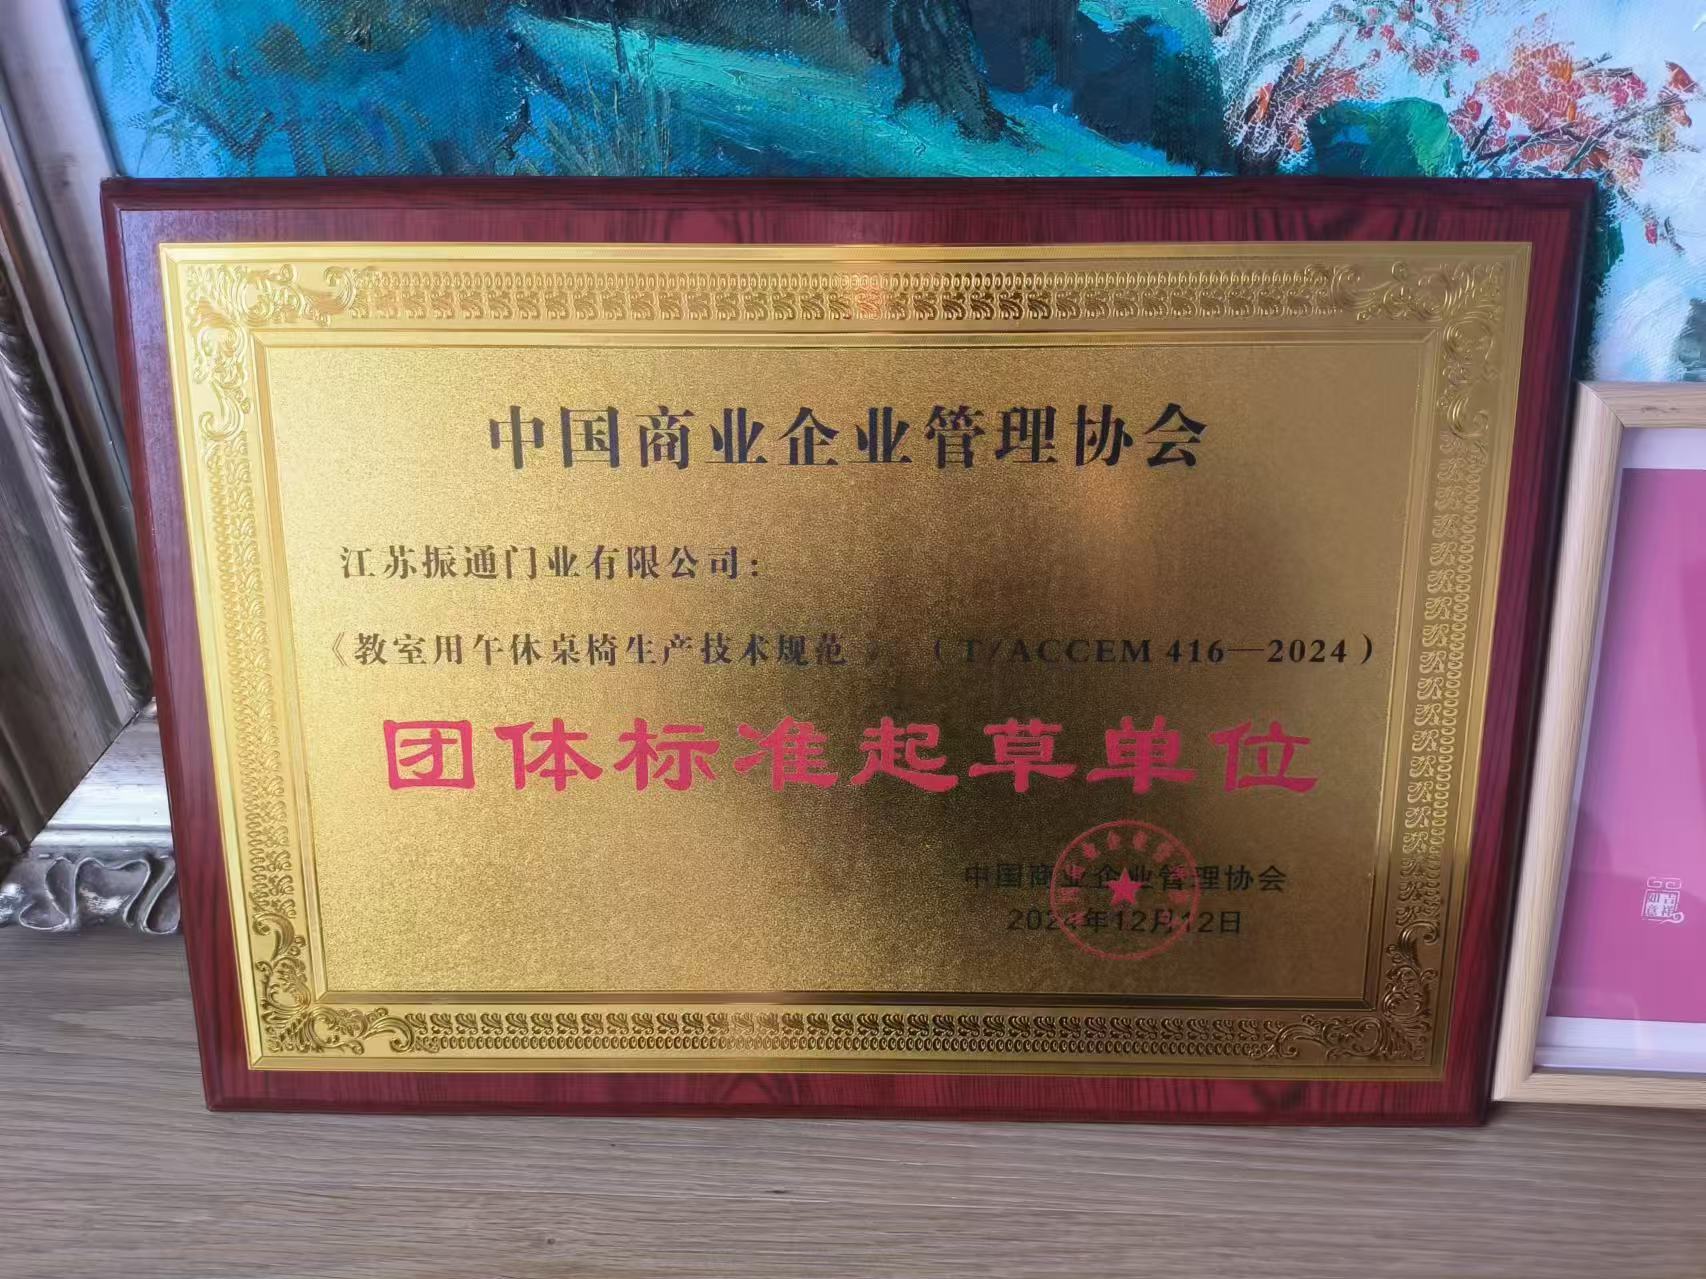 中国商业企业管理协会
江苏振通门业有限公司：
《教室用午休桌椅生产技术规范》（T/ACCEM 416—2024）
团体标准起草单位
中国商业企业管理协会
2024年12月12日